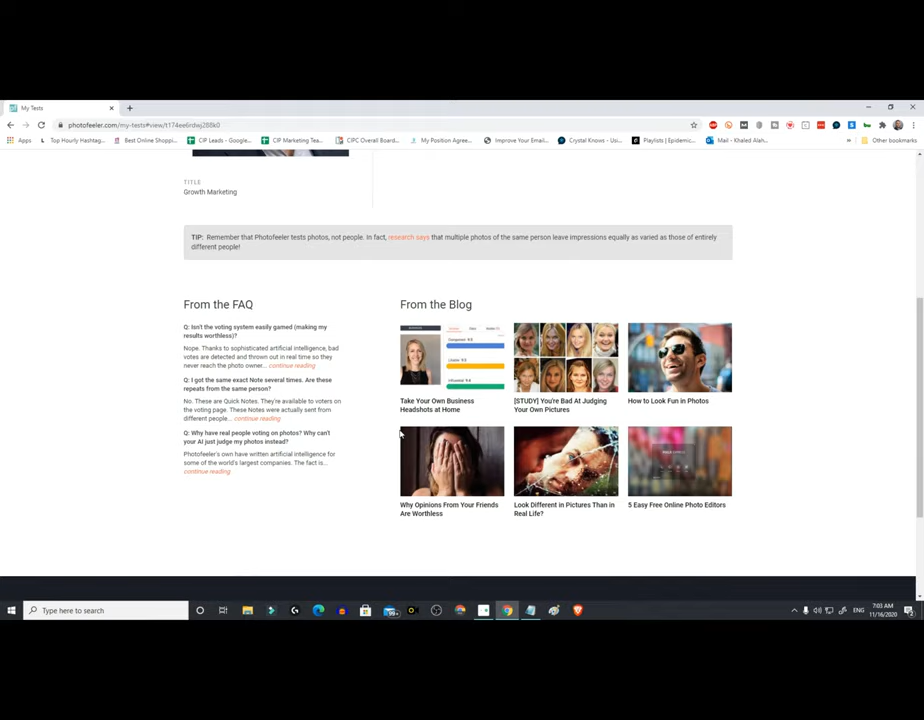 My Tests
photofeeler.com/my-tests#view/t174ee6rdwj288k0
Apps
Top Hourly Hashtag...
Best Online Shoppi...
CIP Leads - Google...
CIP Marketing Tea...
CIPC Overall Board...
My Position Agree...
Improve Your Email...
Crystal Knows - Usi...
Playlists | Epidemic...
Mail - Khaled Alah...
Other bookmarks
TITLE
Growth Marketing
TIP: Remember that Photofeeler tests photos, not people. In fact, research says that multiple photos of the same person leave impressions equally as varied as those of entirely
different people!
From the FAQ
Q: Isn't the voting system easily gamed (making my
results worthless)?
Nope. Thanks to sophisticated artificial intelligence, bad
votes are detected and thrown out in real time so they
never reach the photo owner... continue reading
Q: I got the same exact Note several times. Are these
repeats from the same person?
No. These are Quick Notes. They're available to voters on
the voting page. These Notes were actually sent from
different people... continue reading
Q: Why have real people voting on photos? Why can't
your AI just judge my photos instead?
Photofeeler's own have written artificial intelligence for
some of the world's largest companies. The fact is...
continue reading
From the Blog
Take Your Own Business
Headshots at Home
[STUDY] You're Bad At Judging
Your Own Pictures
How to Look Fun in Photos
Why Opinions From Your Friends
Are Worthless
Look Different in Pictures Than in
Real Life?
5 Easy Free Online Photo Editors
Type here to search
ENG
7:03 AM
11/16/2020